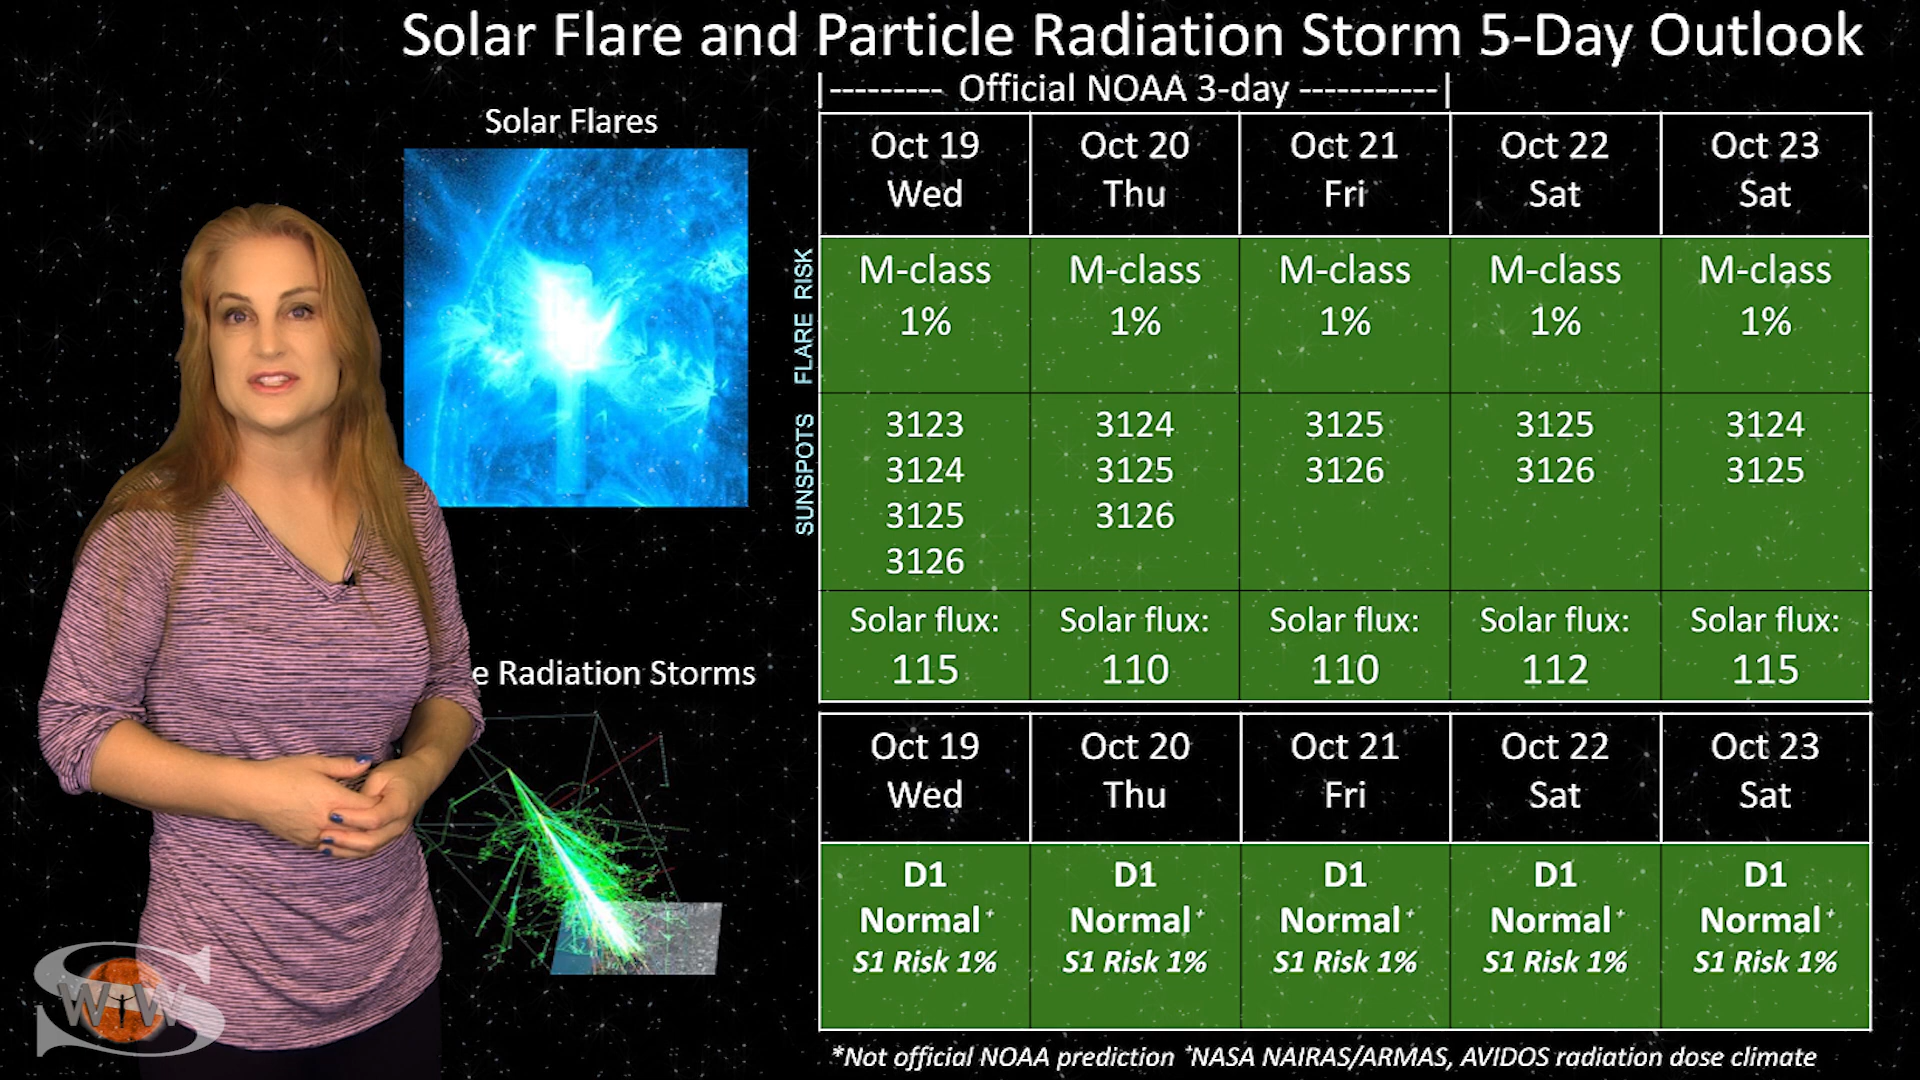 Solar Flare and Particle Radiation Storm 5-Day Outlook
|--------- Official NOAA 3-day -----------|
Solar Flares
Oct 19 Oct 20 Oct 21 Oct 22 Oct 23
Wed Thu Fri Sat Sat
FLARE RISK
M-class M-class M-class M-class M-class
1% 1% 1% 1% 1%
SUNSPOTS
3123 3124 3125 3125 3124
3124 3125 3126 3126 3125
3125 3126
3126
Solar flux: Solar flux: Solar flux: Solar flux: Solar flux:
115 110 110 112 115
e Radiation Storms
Oct 19 Oct 20 Oct 21 Oct 22 Oct 23
Wed Thu Fri Sat Sat
D1 D1 D1 D1 D1
Normal+ Normal+ Normal+ Normal+ Normal+
S1 Risk 1% S1 Risk 1% S1 Risk 1% S1 Risk 1% S1 Risk 1%
*Not official NOAA prediction +NASA NAIRAS/ARMAS, AVIDOS radiation dose climate